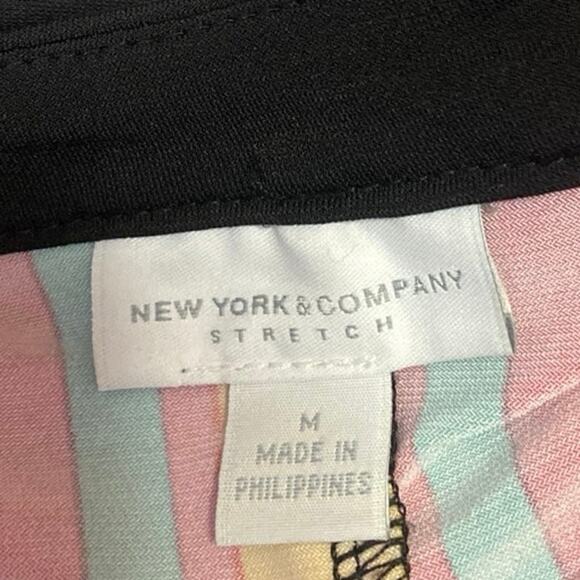 NEW YORK & COMPANY
STRETCH
M
MADE IN
PHILIPPINES